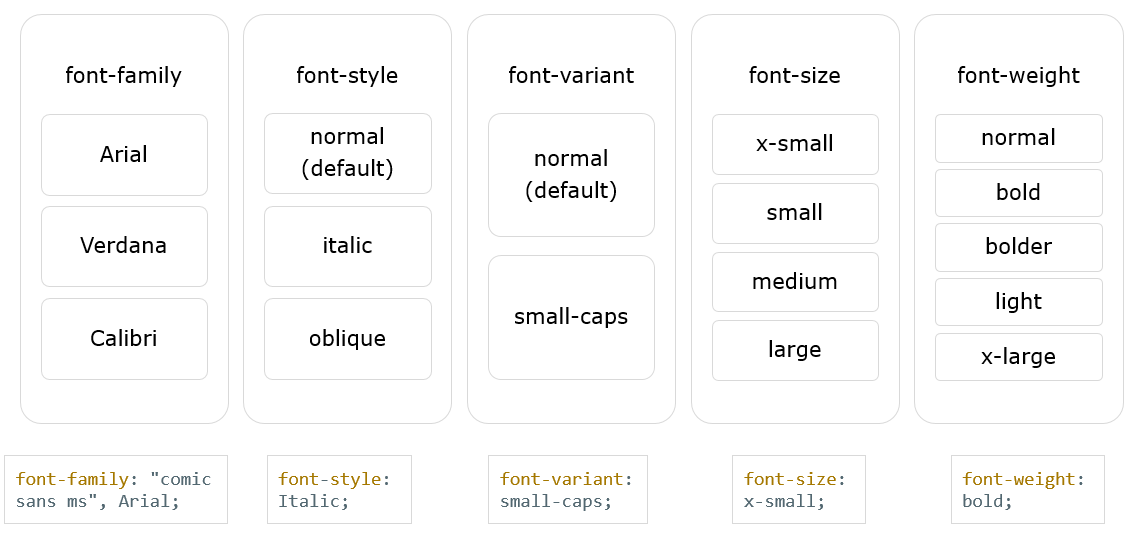 font-family
Arial
Verdana
Calibri
font-style
normal
(default)
italic
oblique
font-variant
normal
(default)
small-caps
font-size
x-small
small
medium
large
font-weight
normal
bold
bolder
light
x-large
font-family: "comic
sans ms", Arial;
font-style:
Italic;
font-variant:
small-caps;
font-size:
x-small;
font-weight:
bold;